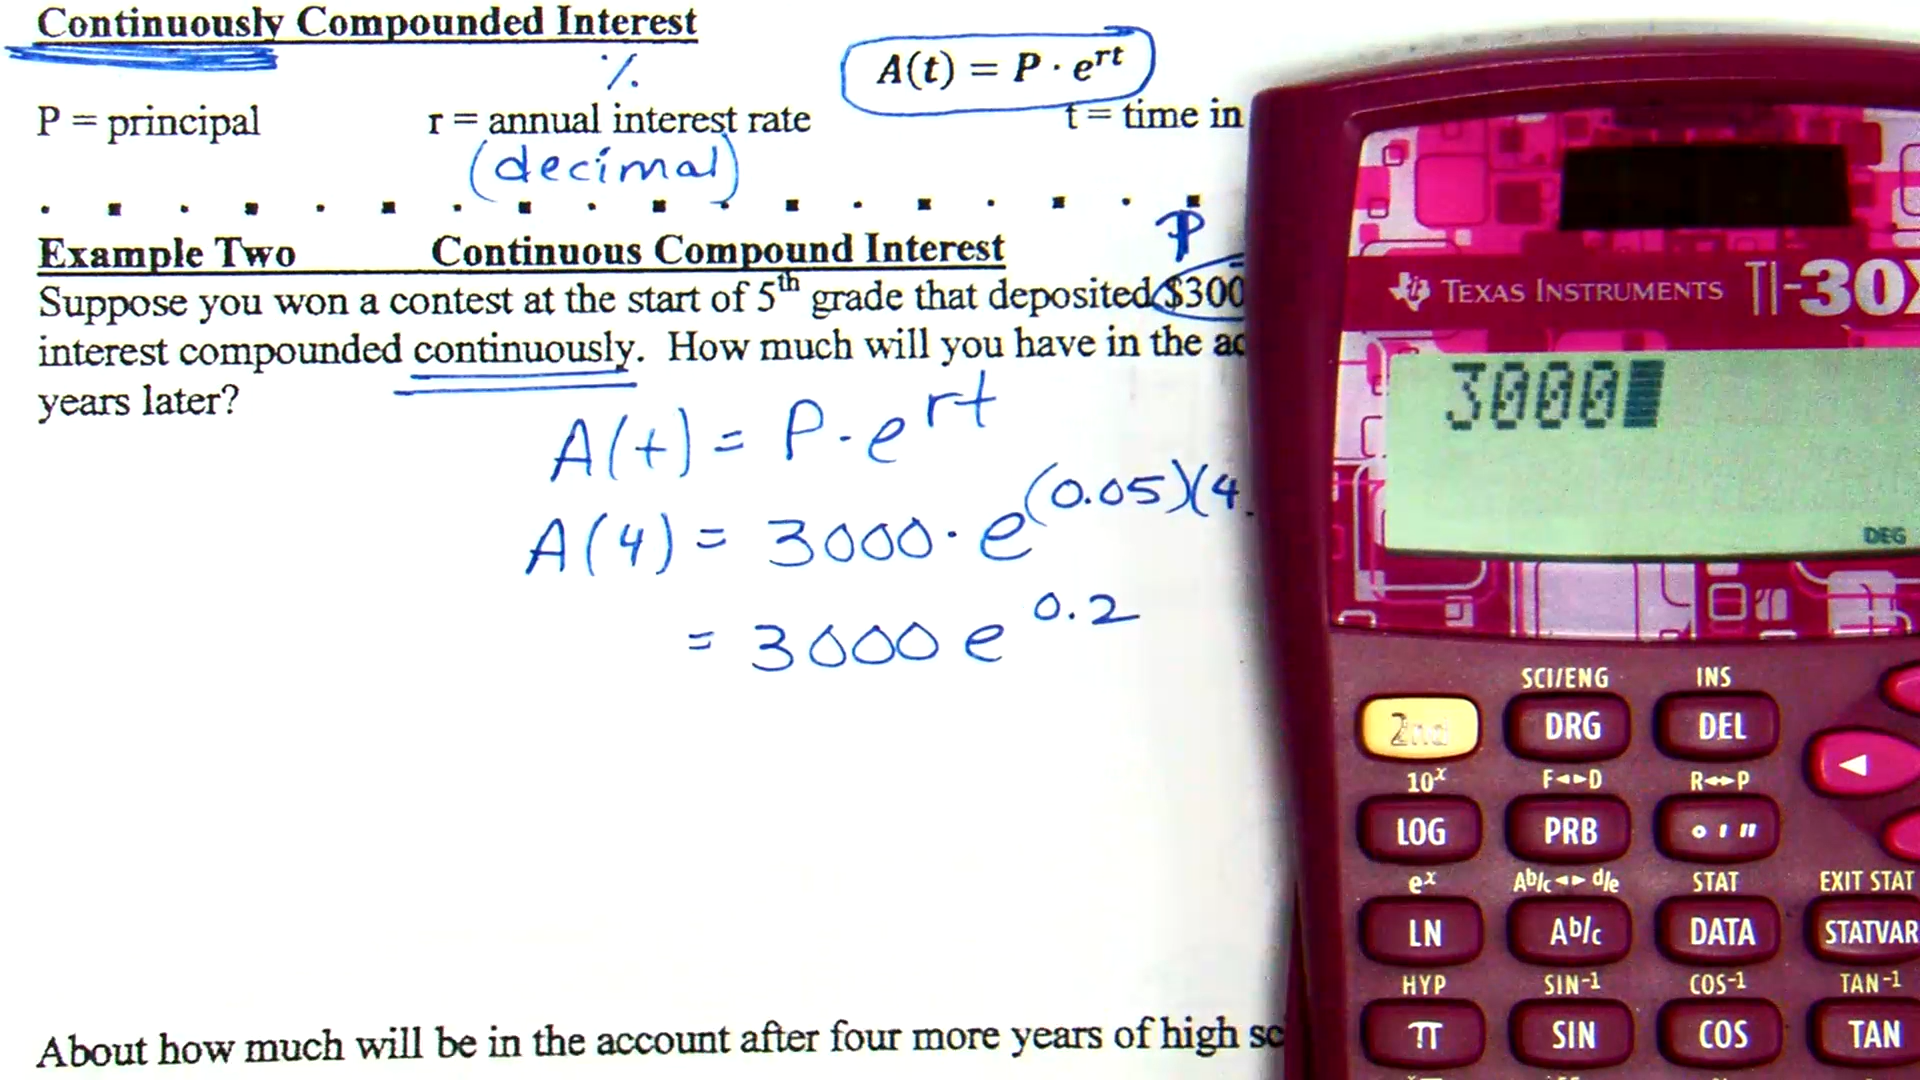 Continuously Compounded Interest
%
A(t) = P · e^rt
P = principal
r = annual interest rate
t = time in
(decimal)
P
Example Two Continuous Compound Interest
Suppose you won a contest at the start of 5th grade that deposited $300
interest compounded continuously. How much will you have in the ac
years later?
A(t) = P · e^rt
A(4) = 3000 · e^(0.05)(4
= 3000 e^0.2
About how much will be in the account after four more years of high sc
TEXAS INSTRUMENTS TI-30X
3000
DEG
SCI/ENG INS
2nd DRG DEL
10^x F◄►D R◄►P
LOG PRB ° ' "
e^x Ab/c◄► d/e STAT EXIT STAT
LN Ab/c DATA STATVAR
HYP SIN-1 COS-1 TAN-1
π SIN COS TAN